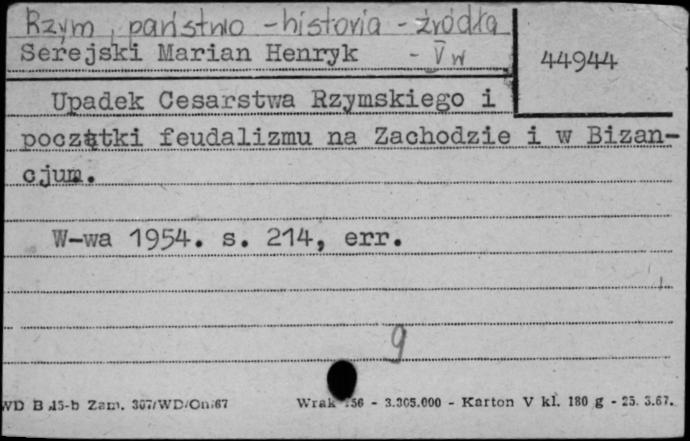 Rzym, państwo - historia - źródła
Serejski Marian Henryk - V w
44944
Upadek Cesarstwa Rzymskiego i
początki feudalizmu na Zachodzie i w Bizan-
cjum.
W-wa 1954. s. 214, err.
9
WD B 45-b Zam. 307/WD/On/67 Wrak 56 - 3.305.000 - Karton V kl. 180 g - 25. 3.67.